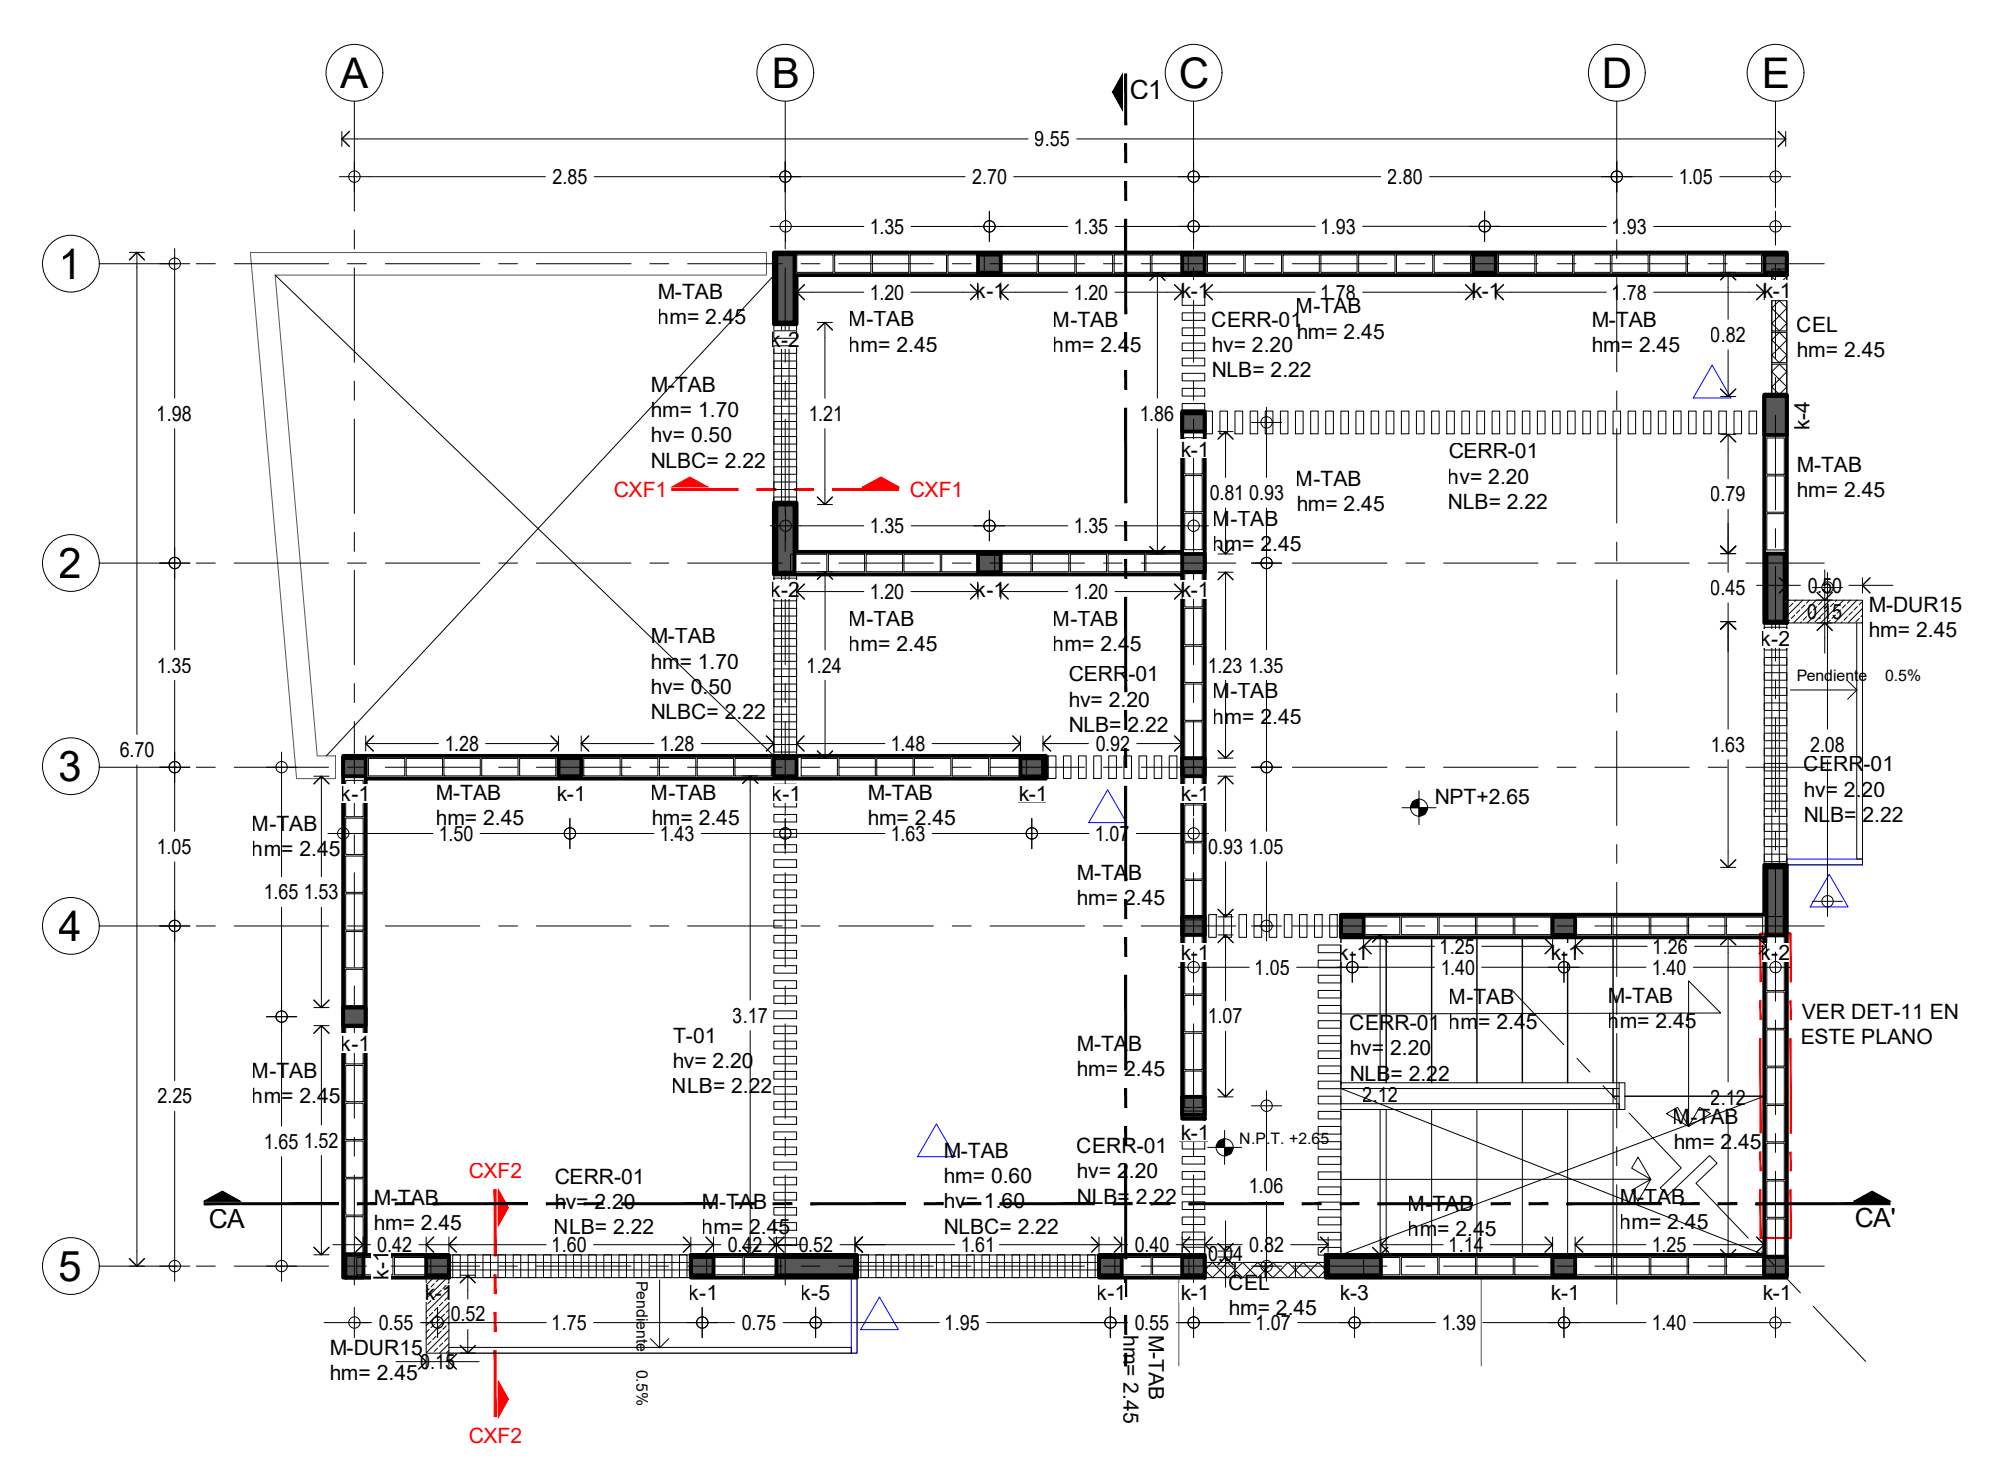 A
B
C1
C
D
E
9.55
2.85
2.70
2.80
1.05
1.35
1.35
1.93
1.93
1
M-TAB
hm= 2.45
1.20
k-1
1.20
k-1
1.78
k-1
1.78
k-1
k-2
M-TAB
hm= 2.45
M-TAB
hm= 2.45
CERR-01
hv= 2.20
NLB= 2.22
M-TAB
hm= 2.45
M-TAB
hm= 2.45
0.82
CEL
hm= 2.45
1.98
M-TAB
hm= 1.70
hv= 0.50
NLBC= 2.22
1.21
1.86
k-1
k-4
CERR-01
hv= 2.20
NLB= 2.22
M-TAB
hm= 2.45
CXF1
CXF1
0.81
0.93
M-TAB
hm= 2.45
0.79
M-TAB
hm= 2.45
1.35
1.35
2
k-2
1.20
k-1
1.20
k-1
M-TAB
hm= 2.45
M-TAB
hm= 2.45
M-TAB
hm= 2.45
0.45
0.50
0.15
M-DUR15
hm= 2.45
k-2
1.35
M-TAB
hm= 1.70
hv= 0.50
NLBC= 2.22
1.24
CERR-01
hv= 2.20
NLB= 2.22
1.23
1.35
M-TAB
hm= 2.45
Pendiente 0.5%
6.70
3
1.28
1.28
1.48
0.92
1.63
2.08
CERR-01
hv= 2.20
NLB= 2.22
k-1
M-TAB
hm= 2.45
k-1
M-TAB
hm= 2.45
k-1
M-TAB
hm= 2.45
k-1
k-1
NPT+2.65
M-TAB
hm= 2.45
1.50
1.43
1.63
1.07
1.05
0.93
1.05
M-TAB
hm= 2.45
1.65
1.53
4
k-1
k-1
1.25
k-1
1.26
k-2
1.05
1.40
1.40
M-TAB
hm= 2.45
M-TAB
hm= 2.45
VER DET-11 EN
ESTE PLANO
3.17
1.07
CERR-01
hv= 2.20
NLB= 2.22
k-1
T-01
hv= 2.20
NLB= 2.22
M-TAB
hm= 2.45
M-TAB
hm= 2.45
2.25
2.12
2.12
M-TAB
hm= 2.45
1.65
1.52
k-1
N.P.T. +2.65
CXF2
CERR-01
hv= 2.20
NLB= 2.22
M-TAB
hm= 0.60
hv= 1.60
NLBC= 2.22
CERR-01
hv= 2.20
NLB= 2.22
1.06
CA
M-TAB
hm= 2.45
M-TAB
hm= 2.45
M-TAB
hm= 2.45
M-TAB
hm= 2.45
CA'
5
0.42
1.60
0.42
0.52
1.61
0.40
0.04
0.82
1.14
1.25
k-1
k-1
k-1
k-5
k-1
k-1
CEL
hm= 2.45
k-3
k-1
k-1
0.52
0.55
1.75
0.75
1.95
0.55
1.07
1.39
1.40
M-DUR15
hm= 2.45
0.15
Pendiente 0.5%
M-TAB
hm= 2.45
CXF2